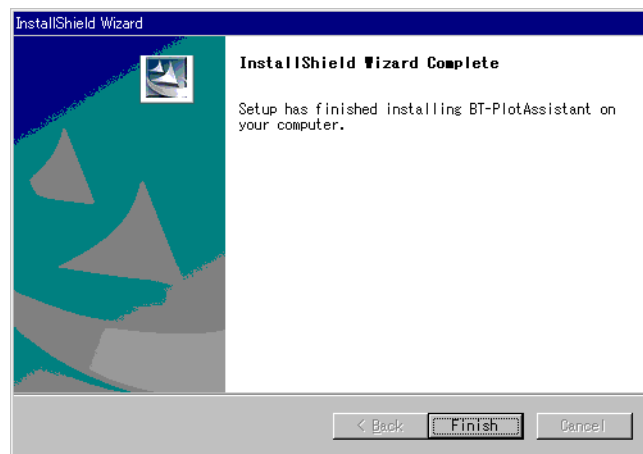 InstallShield Wizard
InstallShield Wizard Complete
Setup has finished installing BT-PlotAssistant on
your computer.
< Back
Finish
Cancel